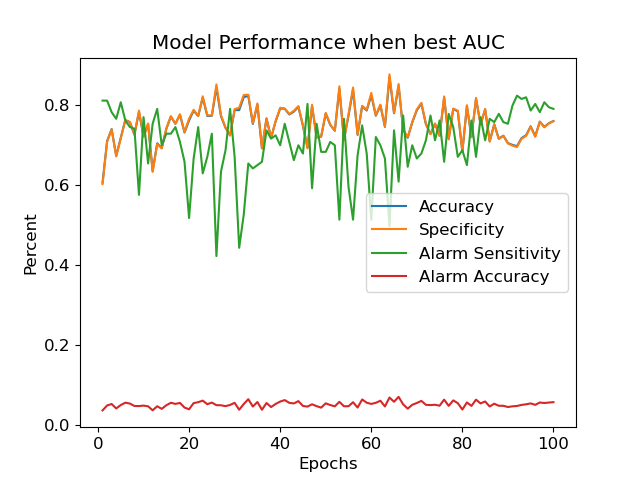 Model Performance when best AUC
Percent
0.8
0.6
0.4
0.2
0.0
Accuracy
Specificity
Alarm Sensitivity
Alarm Accuracy
0 20 40 60 80 100
Epochs